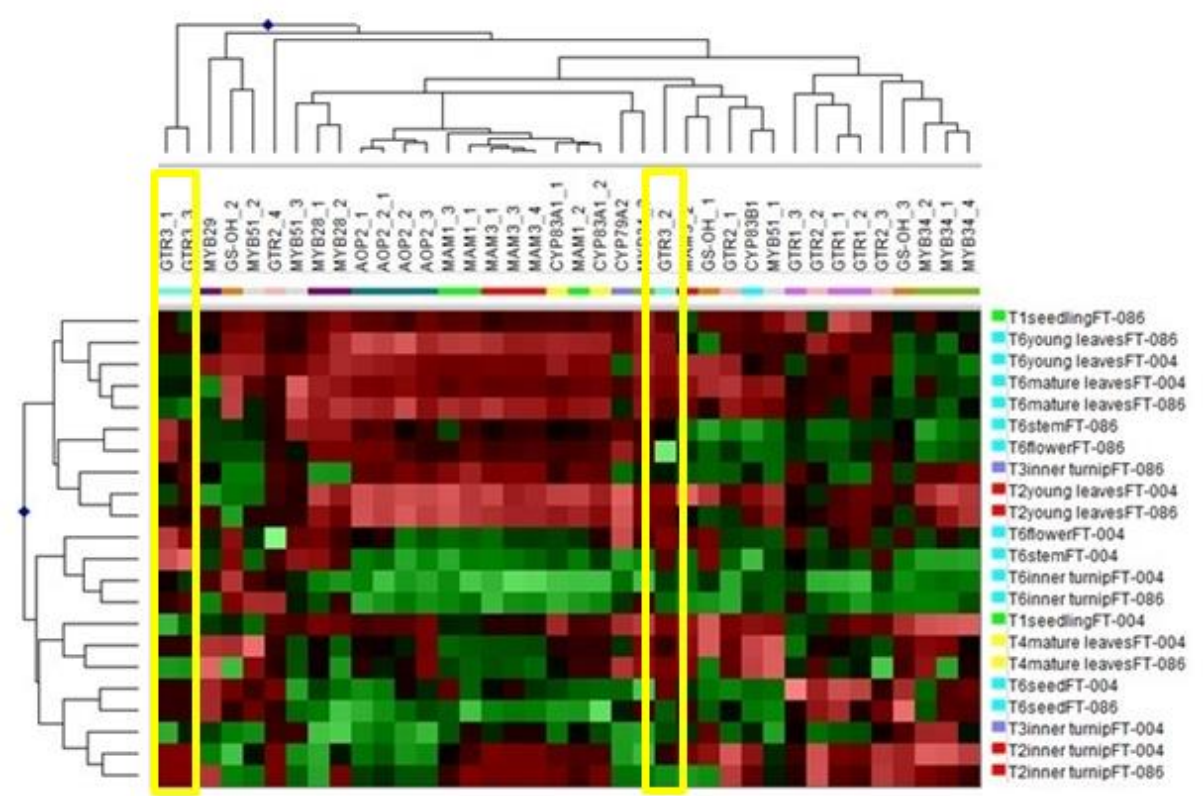 GTR3_1
GTR3_3
MYB29
GS-OH_2
MYB51_2
GTR2_4
MYB51_3
MYB28_1
MYB28_2
AOP2_1
AOP2_2_1
AOP2_2
AOP2_3
MAM1_3
MAM1_1
MAM3_1
MAM3_3
MAM3_4
CYP83A1_1
MAM1_2
CYP83A1_2
CYP79A2
GTR3_2
GS-OH_1
GTR2_1
CYP83B1
MYB51_1
GTR1_3
GTR2_2
GTR1_1
GTR1_2
GTR2_3
GS-OH_3
MYB34_2
MYB34_1
MYB34_4
T1seedlingFT-086
T6young leavesFT-086
T6young leavesFT-004
T6mature leavesFT-004
T6mature leavesFT-086
T6stemFT-086
T6flowerFT-086
T3inner turnipFT-086
T2young leavesFT-004
T2young leavesFT-086
T6flowerFT-004
T6stemFT-004
T6inner turnipFT-004
T6inner turnipFT-086
T1seedlingFT-004
T4mature leavesFT-004
T4mature leavesFT-086
T6seedFT-004
T6seedFT-086
T3inner turnipFT-004
T2inner turnipFT-004
T2inner turnipFT-086